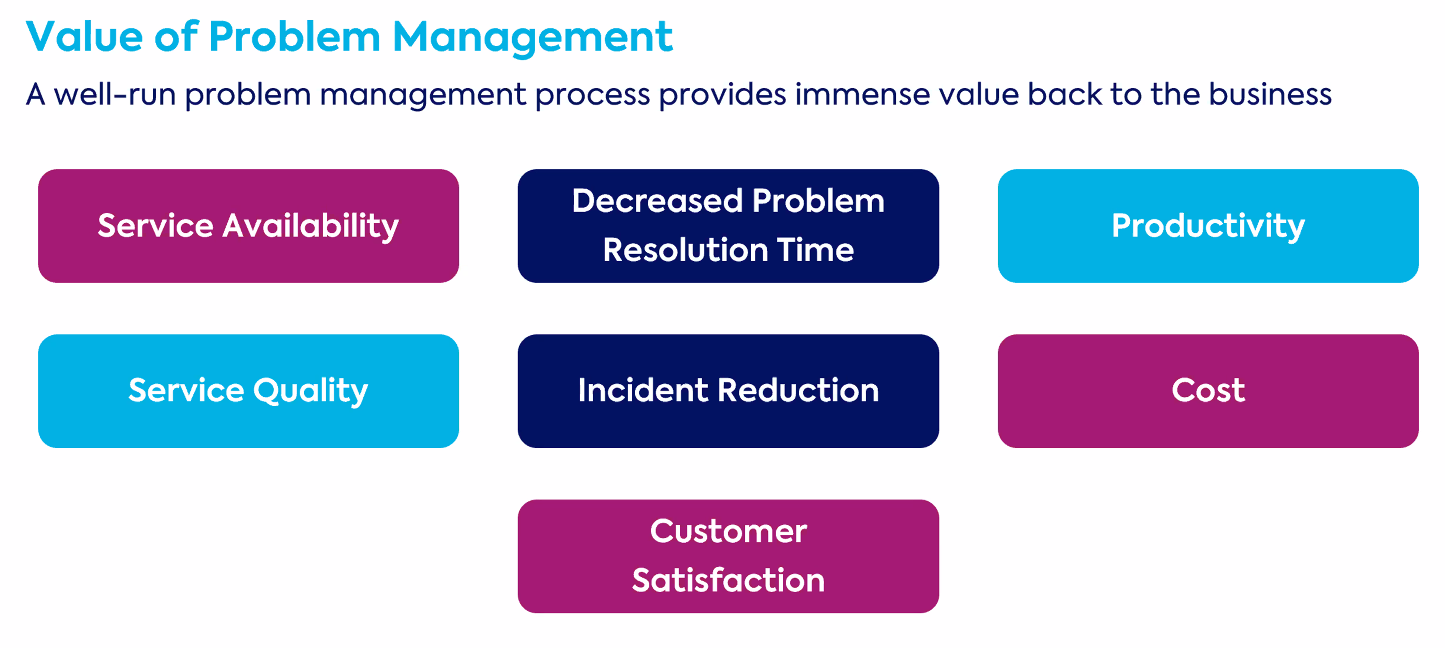 Value of Problem Management
A well-run problem management process provides immense value back to the business
Service Availability
Decreased Problem
Resolution Time
Productivity
Service Quality
Incident Reduction
Cost
Customer
Satisfaction